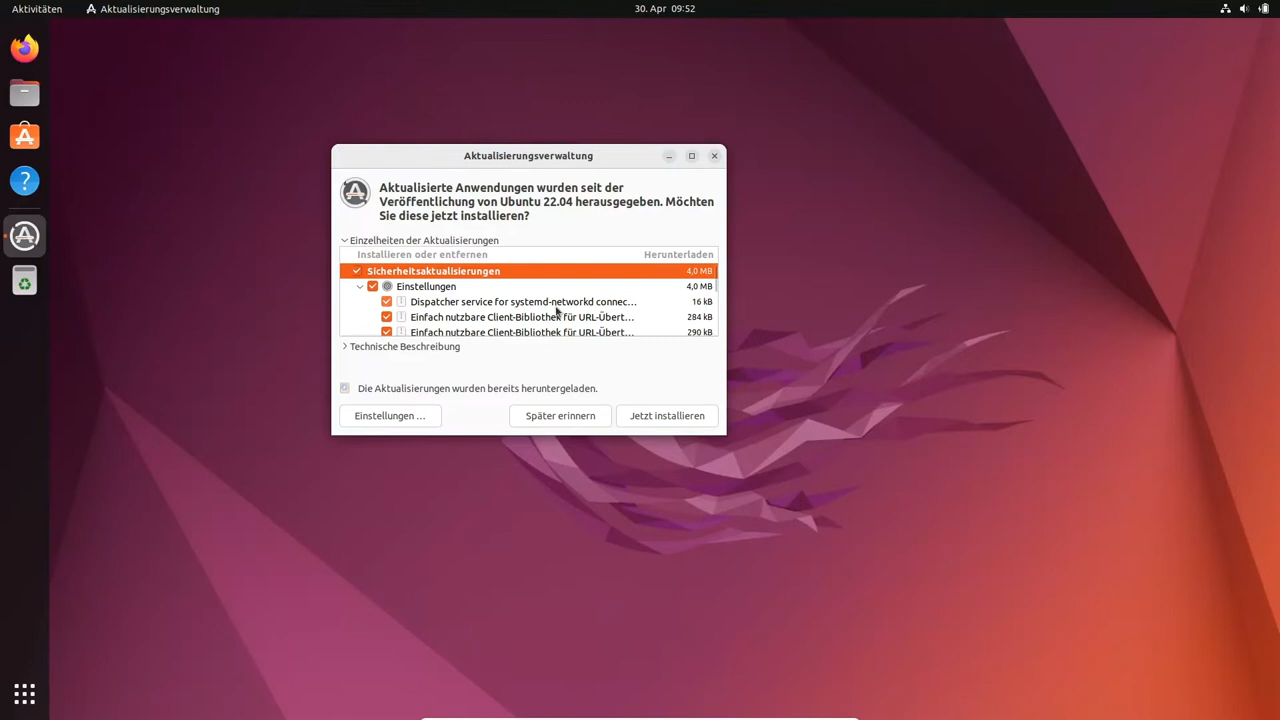 Aktivitäten Aktualisierungsverwaltung 30. Apr 09:52
Aktualisierungsverwaltung
Aktualisierte Anwendungen wurden seit der
Veröffentlichung von Ubuntu 22.04 herausgegeben. Möchten
Sie diese jetzt installieren?
Einzelheiten der Aktualisierungen
Installieren oder entfernen Herunterladen
Sicherheitsaktualisierungen 4,0 MB
Einstellungen 4,0 MB
Dispatcher service for systemd-networkd connec… 16 kB
Einfach nutzbare Client-Bibliothek für URL-Übert… 284 kB
Einfach nutzbare Client-Bibliothek für URL-Übert… 290 kB
Technische Beschreibung
Die Aktualisierungen wurden bereits heruntergeladen.
Einstellungen … Später erinnern Jetzt installieren